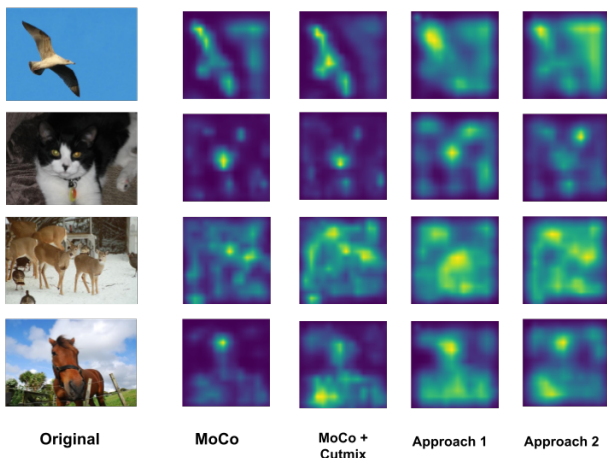 Original
MoCo
MoCo +
Cutmix
Approach 1
Approach 2